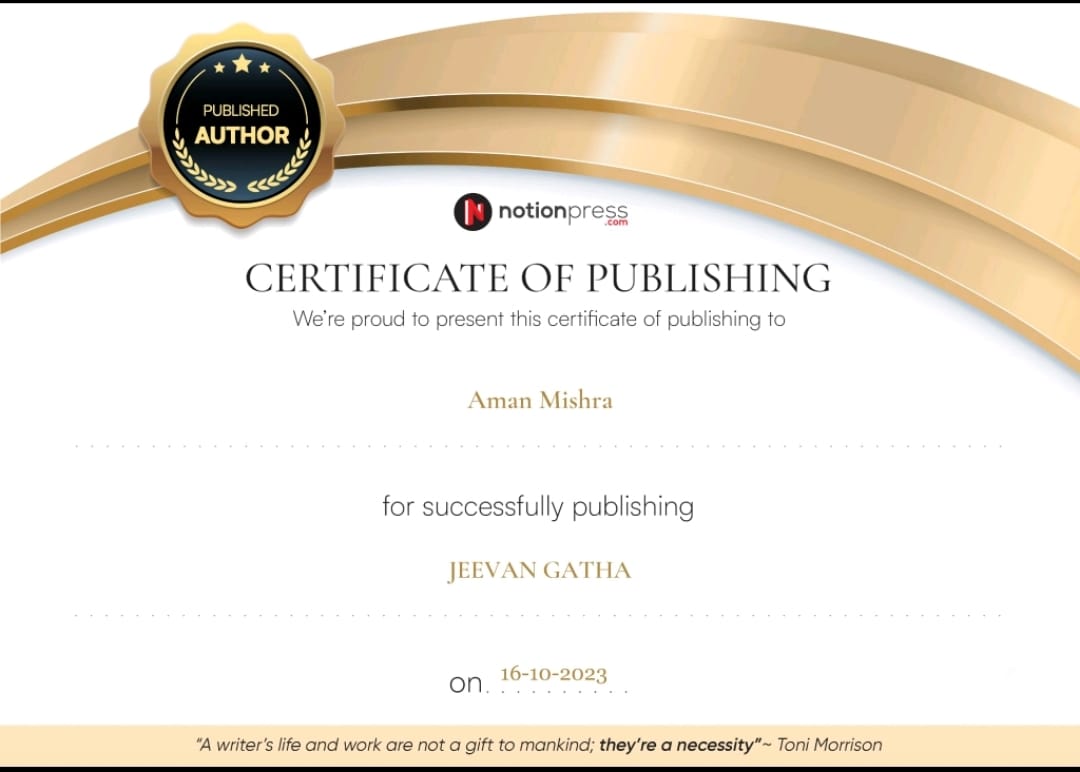 PUBLISHED
AUTHOR
notionpress
.com
CERTIFICATE OF PUBLISHING
We're proud to present this certificate of publishing to
Aman Mishra
for successfully publishing
JEEVAN GATHA
on 16-10-2023
"A writer's life and work are not a gift to mankind; they're a necessity"~ Toni Morrison